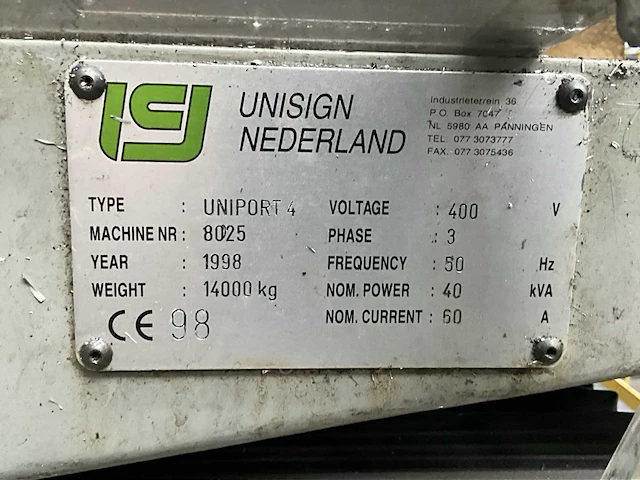 UNISIGN
NEDERLAND
Industrieterrein 36
P.O. Box 7047
NL 5980 AA PANNINGEN
TEL. 077 3073777
FAX. 077 3075436
TYPE : UNIPORT 4
MACHINE NR : 8025
YEAR : 1998
WEIGHT : 14000 kg
VOLTAGE : 400 V
PHASE : 3
FREQUENCY : 50 Hz
NOM. POWER : 40 kVA
NOM. CURRENT : 60 A
CE 98